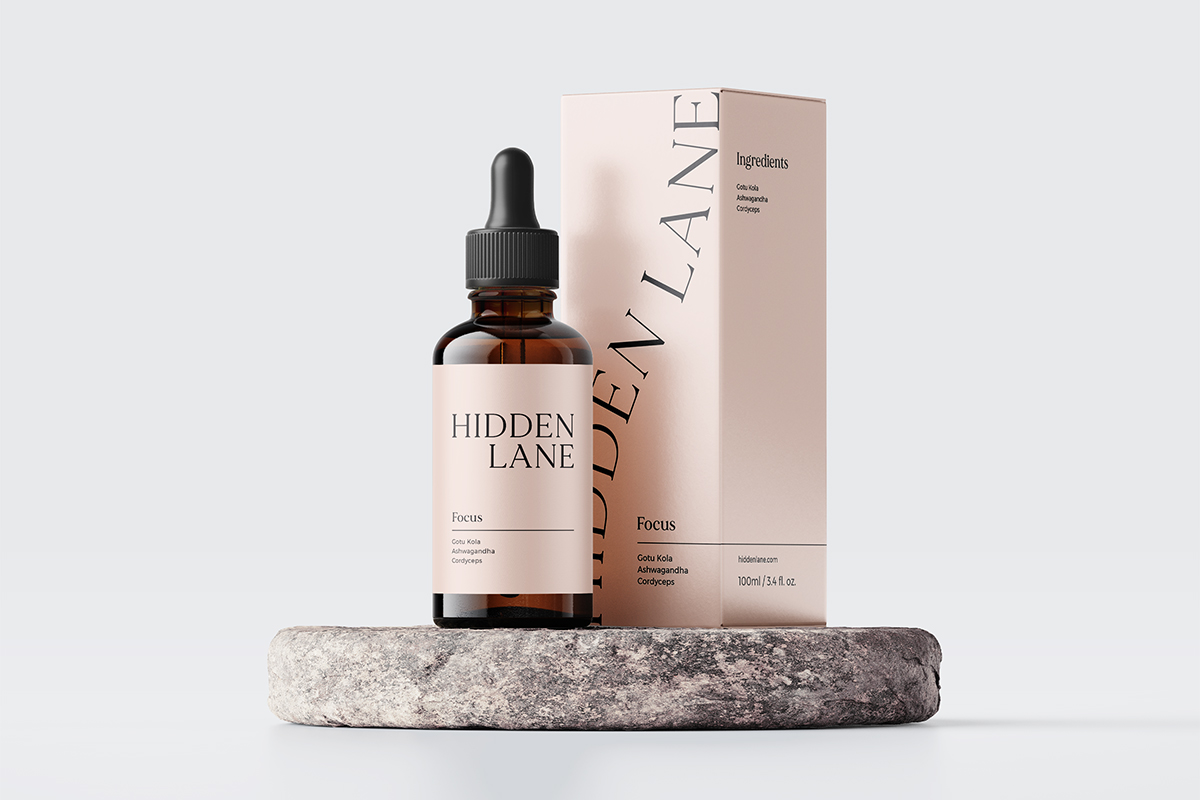 HIDDEN
LANE
Focus
Gotu Kola
Ashwagandha
Cordyceps
HIDDEN LANE
Focus
Gotu Kola
Ashwagandha
Cordyceps
Ingredients
Gotu Kola
Ashwagandha
Cordyceps
hiddenlane.com
100ml / 3.4 fl. oz.